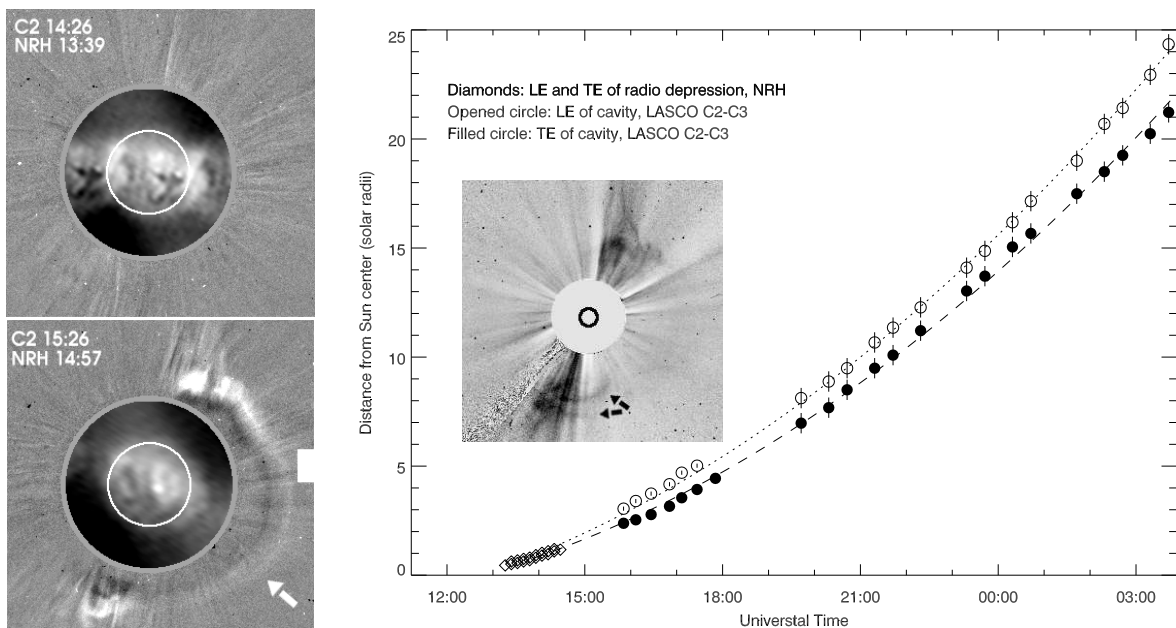 C2 14:26
NRH 13:39
C2 15:26
NRH 14:57
Diamonds: LE and TE of radio depression, NRH
Opened circle: LE of cavity, LASCO C2-C3
Filled circle: TE of cavity, LASCO C2-C3
Distance from Sun center (solar radii)
25
20
15
10
5
0
12:00 15:00 18:00 21:00 00:00 03:00
Universtal Time